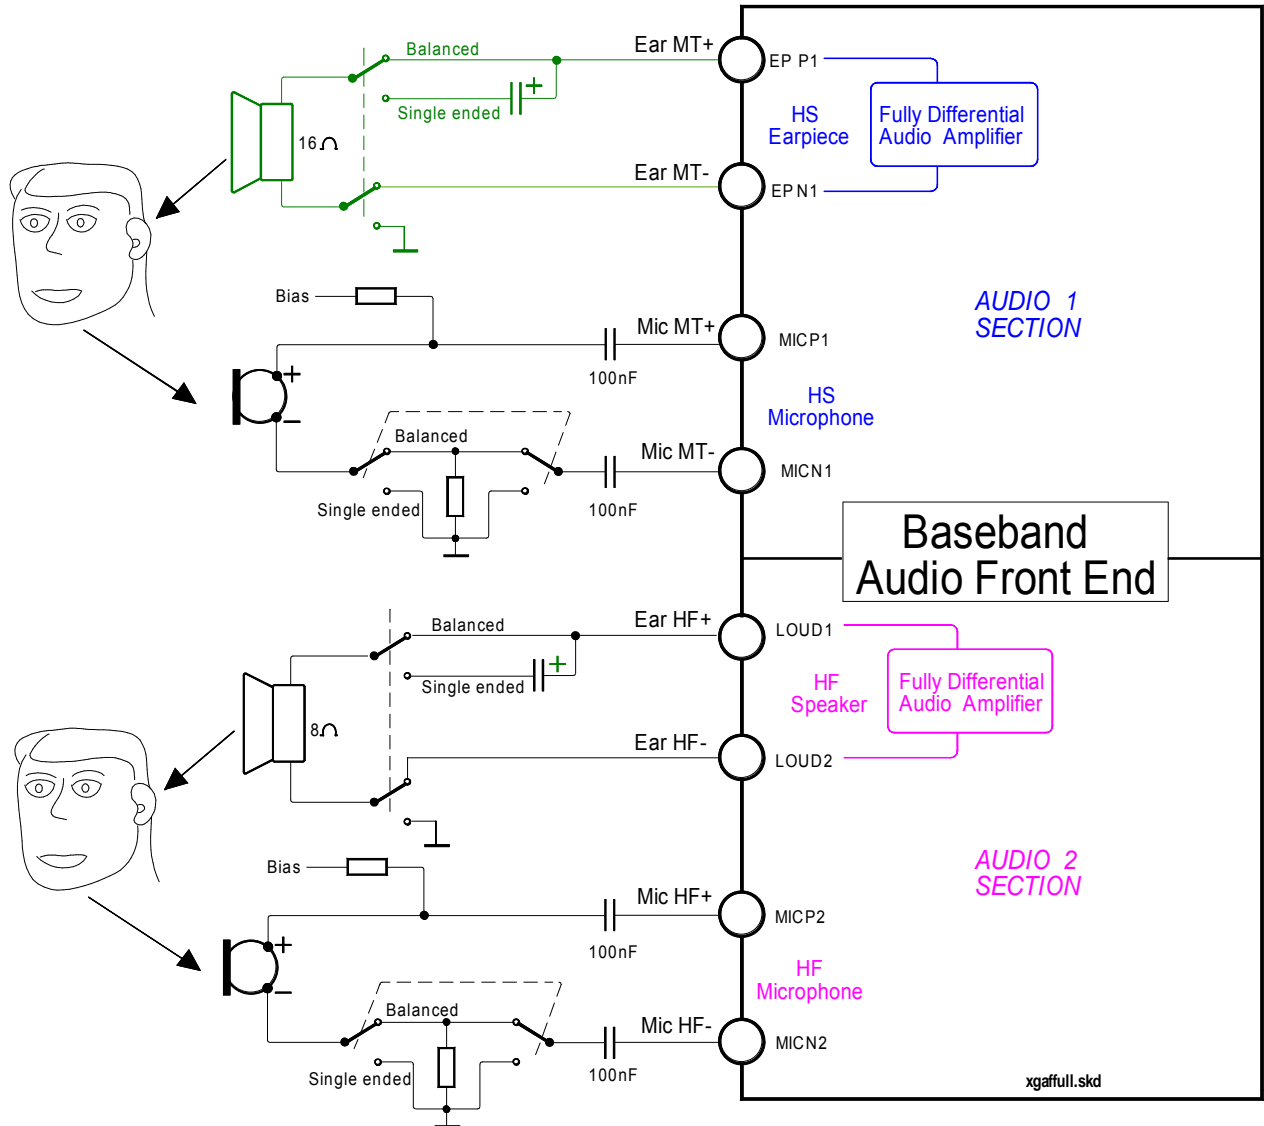 Balanced
Ear MT+
EP P1
+
Single ended
16Ω
HS
Earpiece
Fully Differential
Audio Amplifier
Ear MT-
EPN1
Bias
Mic MT+
MICP1
100nF
AUDIO 1
SECTION
+
−
HS
Microphone
Balanced
Mic MT-
MICN1
Single ended
100nF
Baseband
Audio Front End
Balanced
Ear HF+
LOUD1
+
Single ended
8Ω
HF
Speaker
Fully Differential
Audio Amplifier
Ear HF-
LOUD2
Bias
Mic HF+
MICP2
100nF
AUDIO 2
SECTION
+
−
HF
Microphone
Balanced
Mic HF-
MICN2
Single ended
100nF
xgaffull.skd